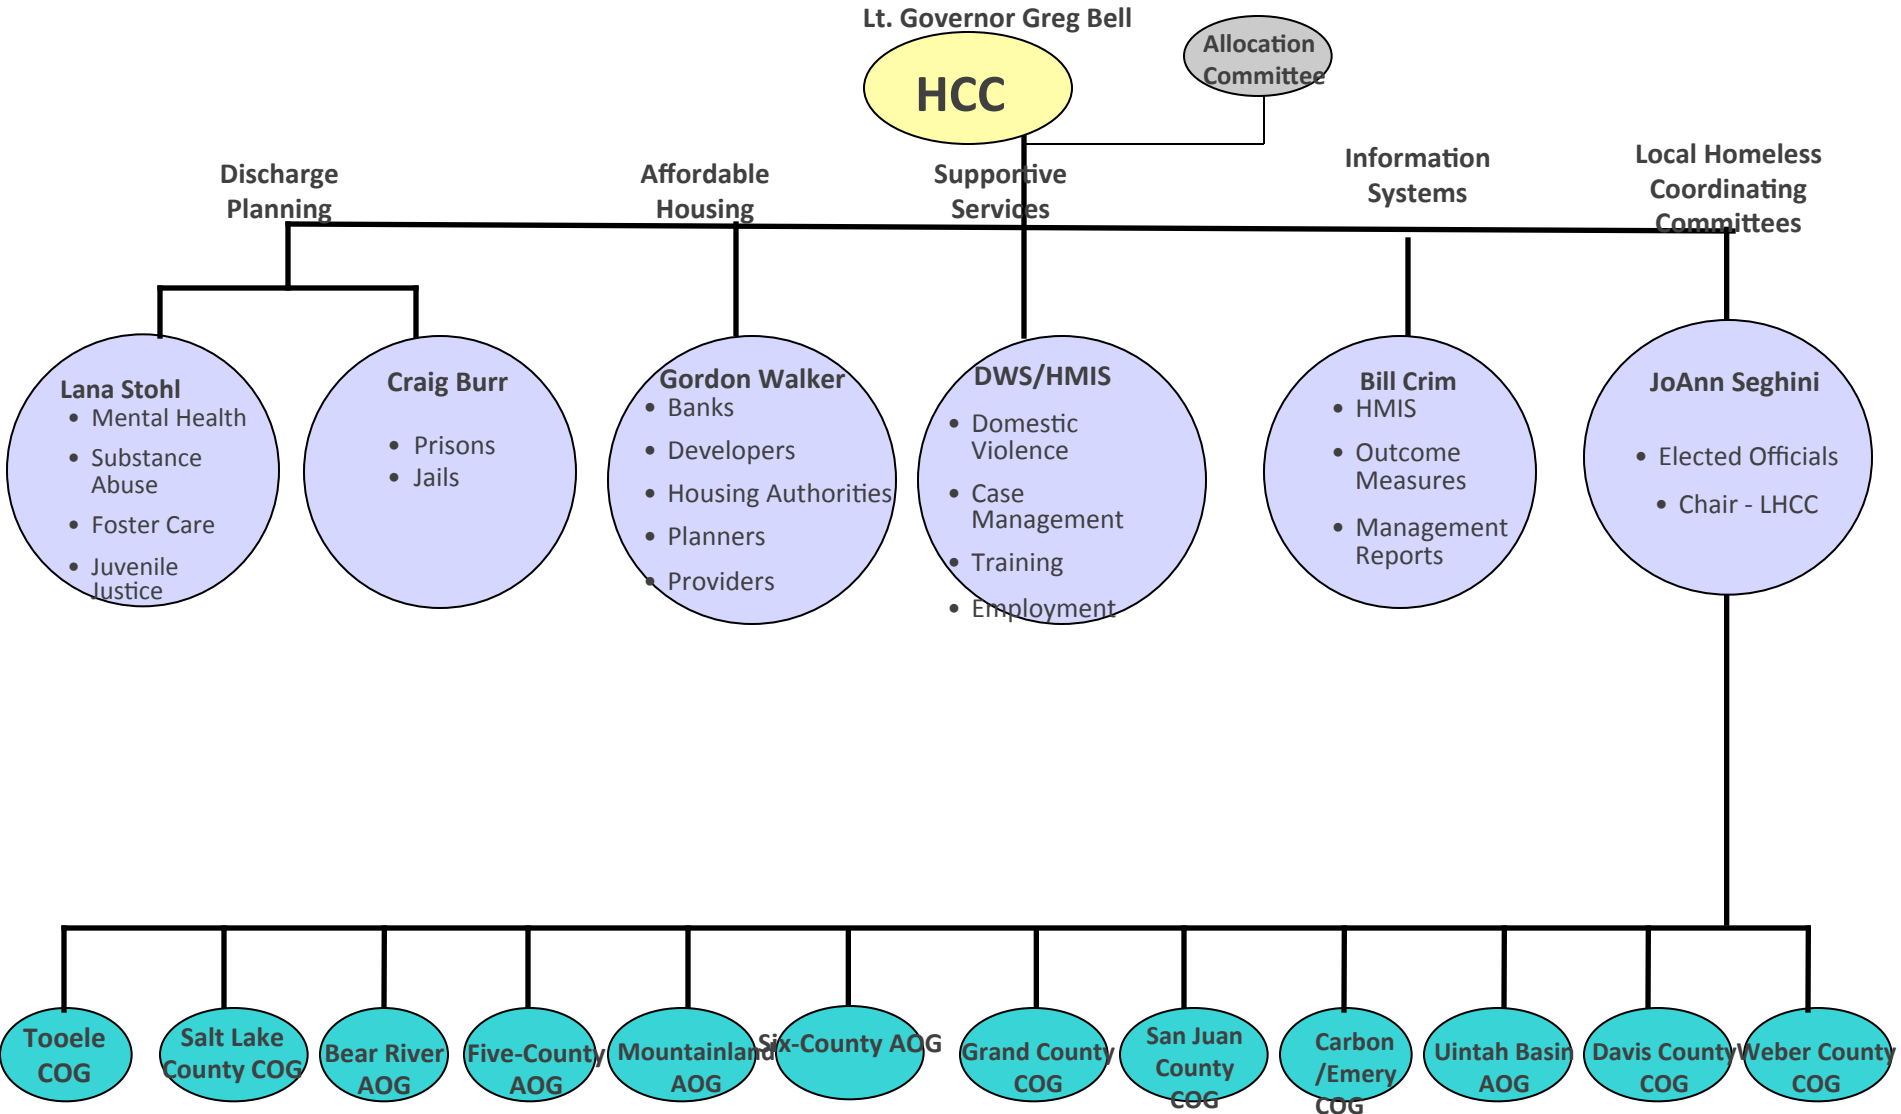 Lt. Governor Greg Bell
HCC
Allocation
Committee
Discharge
Planning
Affordable
Housing
Supportive
Services
Information
Systems
Local Homeless
Coordinating
Committees
Lana Stohl
• Mental Health
• Substance
Abuse
• Foster Care
• Juvenile
Justice
Craig Burr
• Prisons
• Jails
Gordon Walker
• Banks
• Developers
• Housing Authorities
• Planners
• Providers
DWS/HMIS
• Domestic
Violence
• Case
Management
• Training
• Employment
Bill Crim
• HMIS
• Outcome
Measures
• Management
Reports
JoAnn Seghini
• Elected Officials
• Chair - LHCC
Tooele
COG
Salt Lake
County COG
Bear River
AOG
Five-County
AOG
Mountainland
AOG
Six-County AOG
Grand County
COG
San Juan
County
COG
Carbon
/Emery
COG
Uintah Basin
AOG
Davis County
COG
Weber County
COG